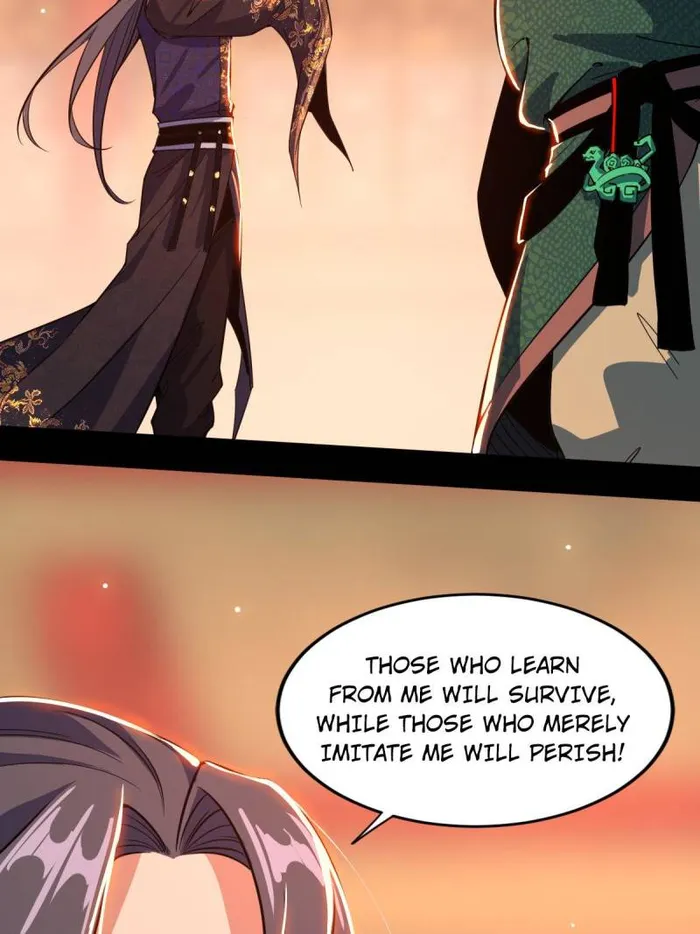 THOSE WHO LEARN
FROM ME WILL SURVIVE,
WHILE THOSE WHO MERELY
IMITATE ME WILL PERISH!